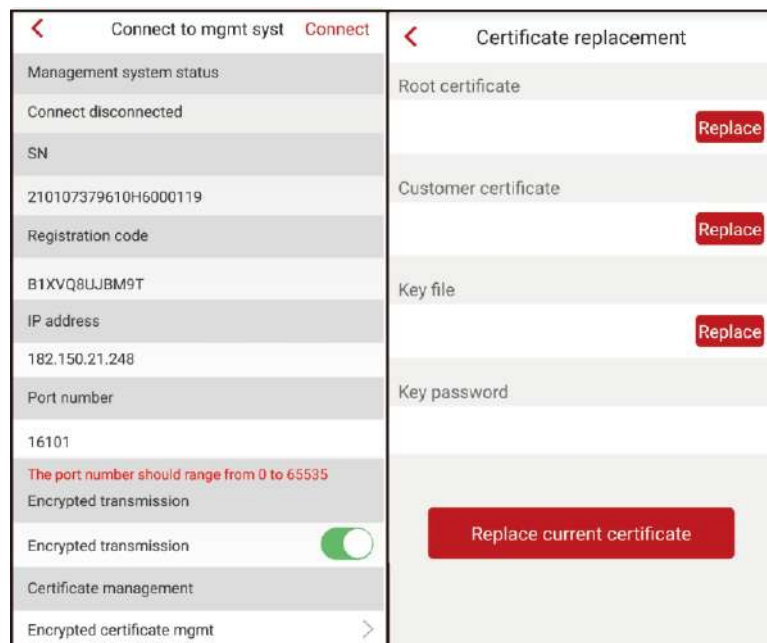 Connect to mgmt syst Connect
Management system status
Connect disconnected
SN
210107379610H6000119
Registration code
B1XVQ8UJBM9T
IP address
182.150.21.248
Port number
16101
The port number should range from 0 to 65535
Encrypted transmission
Encrypted transmission
Certificate management
Encrypted certificate mgmt
Certificate replacement
Root certificate
Replace
Customer certificate
Replace
Key file
Replace
Key password
Replace current certificate